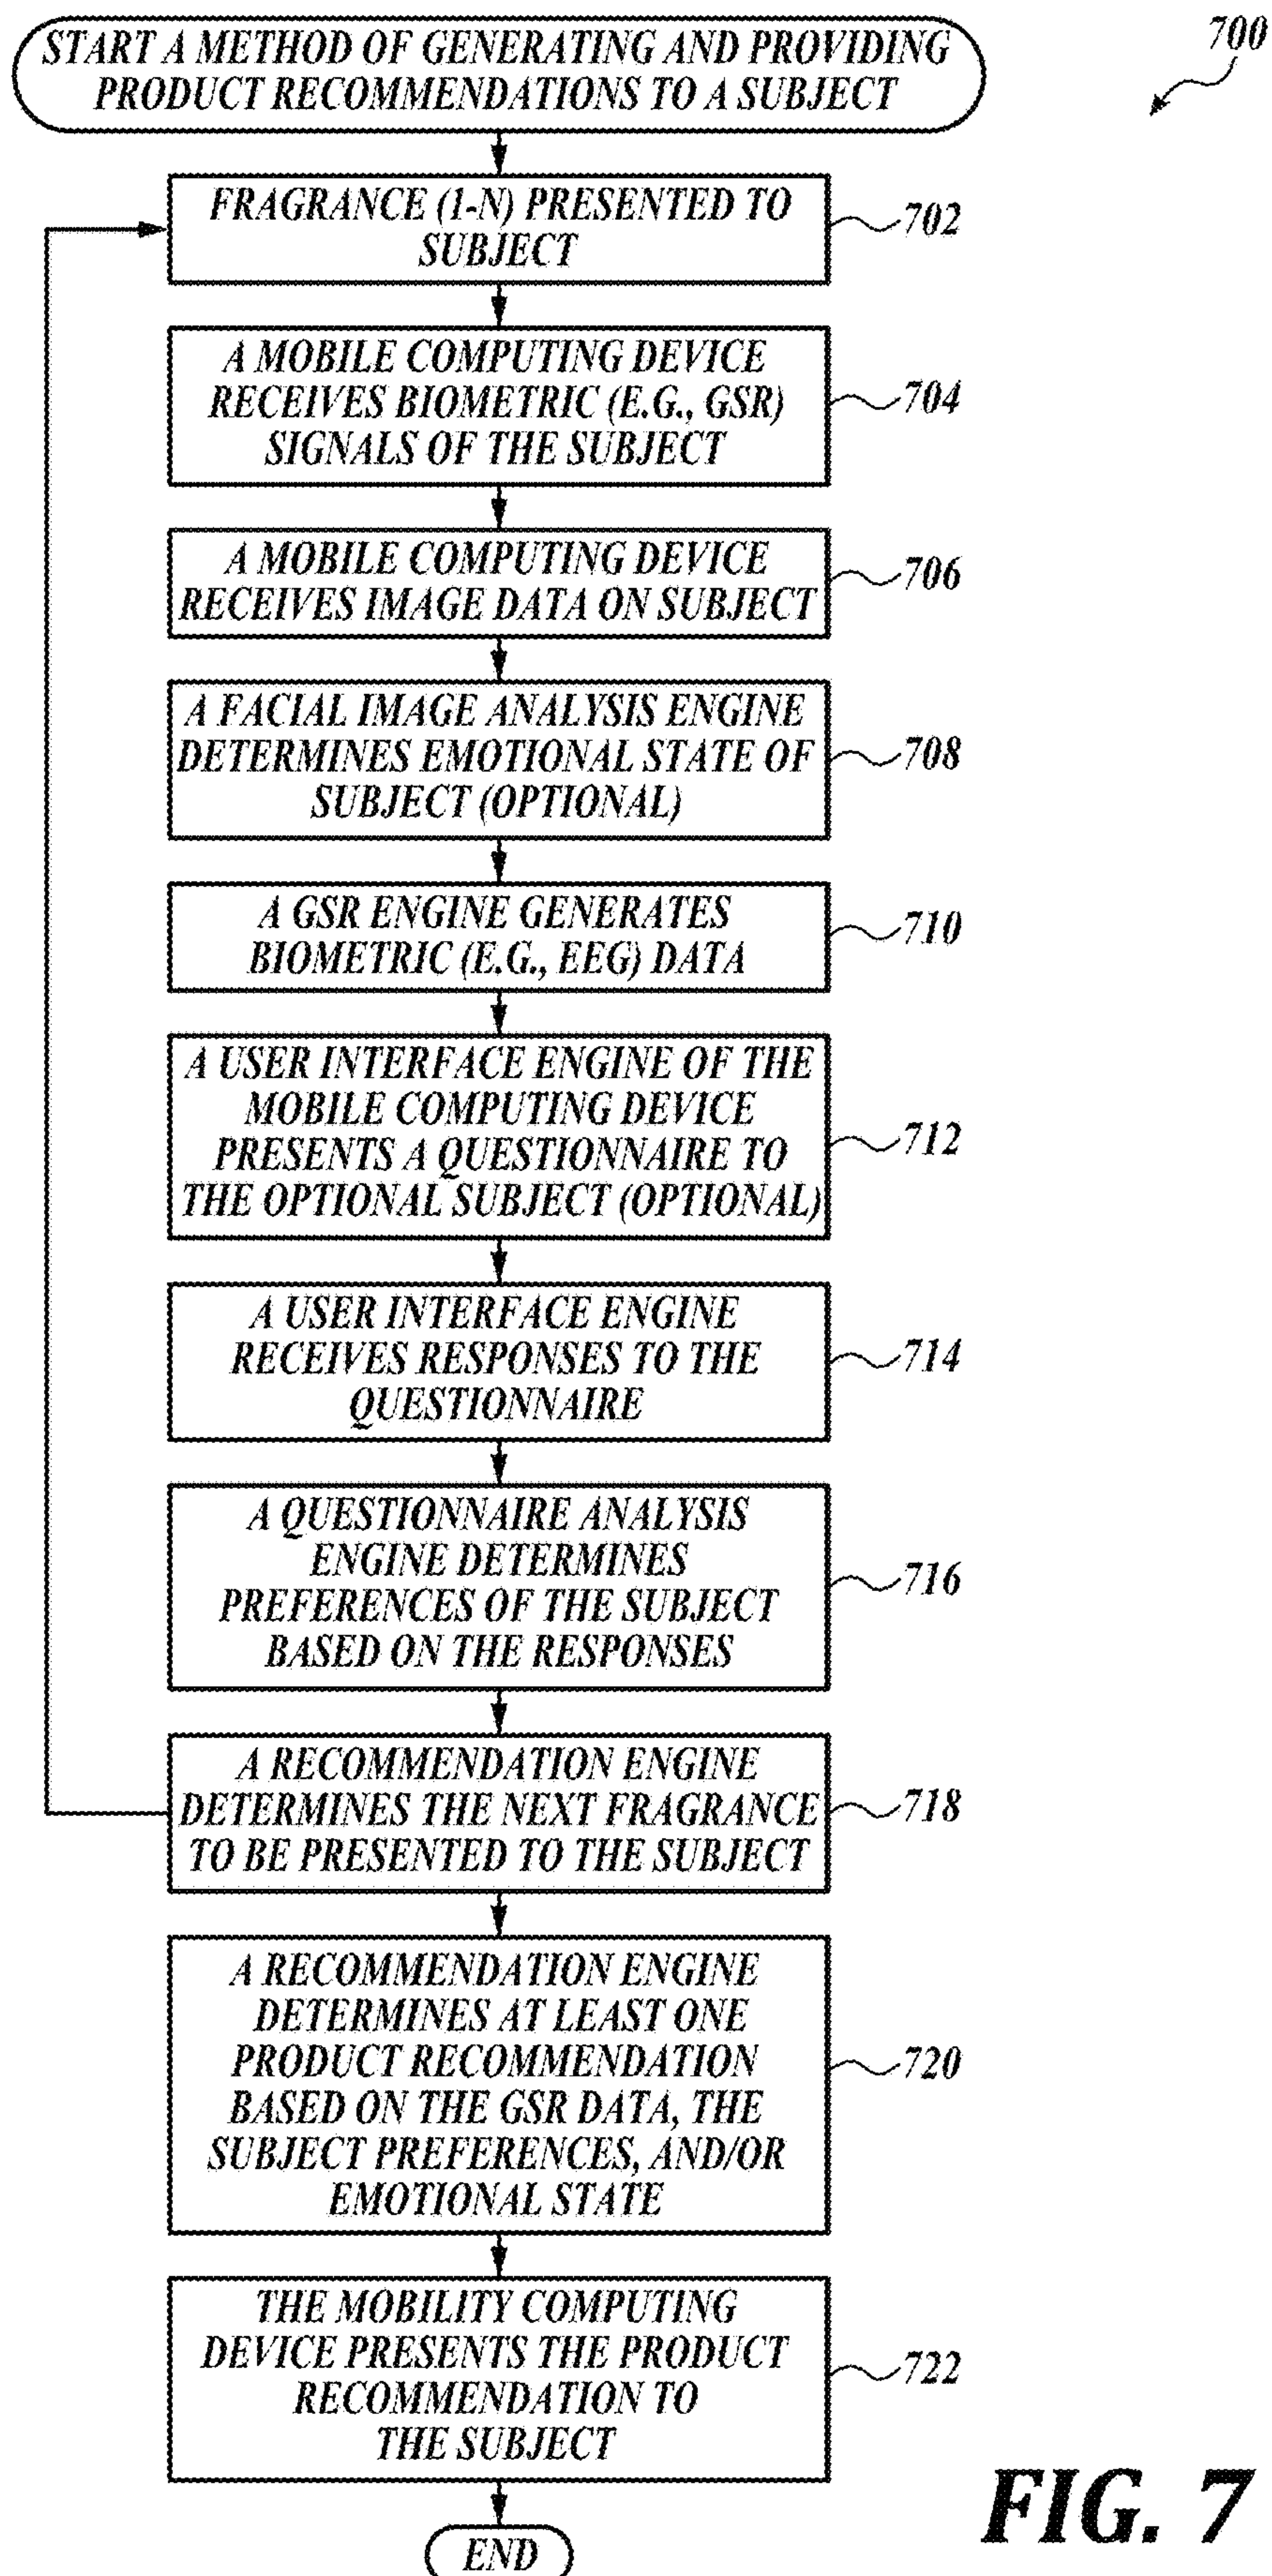 START A METHOD OF GENERATING AND PROVIDING
PRODUCT RECOMMENDATIONS TO A SUBJECT
700
FRAGRANCE (1-N) PRESENTED TO
SUBJECT
702
A MOBILE COMPUTING DEVICE
RECEIVES BIOMETRIC (E.G., GSR)
SIGNALS OF THE SUBJECT
704
A MOBILE COMPUTING DEVICE
RECEIVES IMAGE DATA ON SUBJECT
706
A FACIAL IMAGE ANALYSIS ENGINE
DETERMINES EMOTIONAL STATE OF
SUBJECT (OPTIONAL)
708
A GSR ENGINE GENERATES
BIOMETRIC (E.G., EEG) DATA
710
A USER INTERFACE ENGINE OF THE
MOBILE COMPUTING DEVICE
PRESENTS A QUESTIONNAIRE TO
THE OPTIONAL SUBJECT (OPTIONAL)
712
A USER INTERFACE ENGINE
RECEIVES RESPONSES TO THE
QUESTIONNAIRE
714
A QUESTIONNAIRE ANALYSIS
ENGINE DETERMINES
PREFERENCES OF THE SUBJECT
BASED ON THE RESPONSES
716
A RECOMMENDATION ENGINE
DETERMINES THE NEXT FRAGRANCE
TO BE PRESENTED TO THE SUBJECT
718
A RECOMMENDATION ENGINE
DETERMINES AT LEAST ONE
PRODUCT RECOMMENDATION
BASED ON THE GSR DATA, THE
SUBJECT PREFERENCES, AND/OR
EMOTIONAL STATE
720
THE MOBILITY COMPUTING
DEVICE PRESENTS THE PRODUCT
RECOMMENDATION TO
THE SUBJECT
722
END
FIG. 7